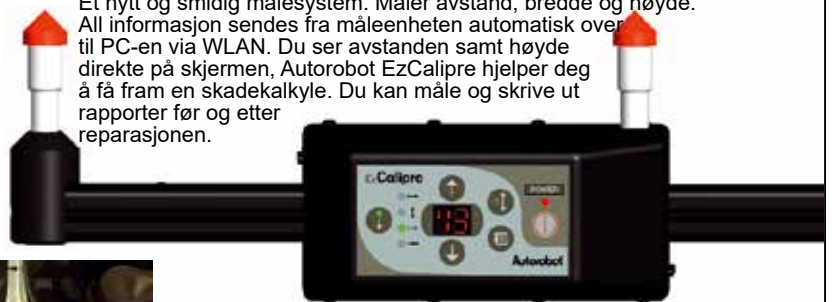 Et nytt og smidig målesystem. Måler avstand, bredde og høyde.
All informasjon sendes fra måleenheten automatisk over
til PC-en via WLAN. Du ser avstanden samt høyde
direkte på skjermen, Autorobot EzCalipre hjelper deg
å få fram en skadekalkyle. Du kan måle og skrive ut
rapporter før og etter
reparasjonen.
EzCalipre
POWER
Autorobot